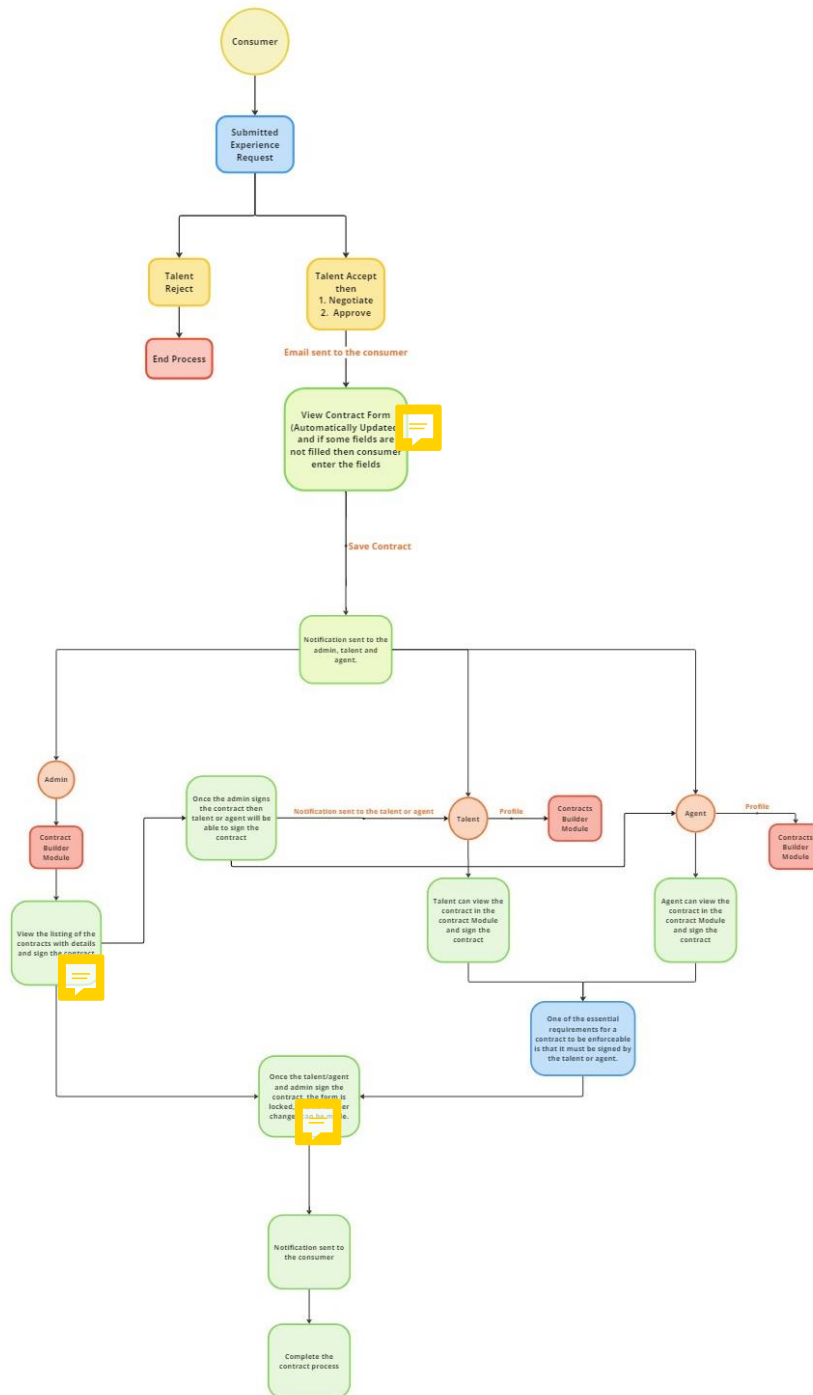 Consumer
Submitted
Experience
Request
Talent
Reject
Talent Accept
then
1. Negotiate
2. Approve
End Process
Email sent to the consumer
View Contract Form
(Automatically Updated
and if some fields are
not filled then consumer
enter the fields
Save Contract
Notification sent to the
admin, talent and
agent.
Admin
Contract
Builder
Module
View the listing of the
contracts with details
and sign the contract
Once the admin signs
the contract then
talent or agent will be
able to sign the
contract
Notification sent to the talent or agent
Talent
Profile
Contracts
Builder
Module
Agent
Profile
Contracts
Builder
Module
Talent can view the
contract in the
contract Module
and sign the
contract
Agent can view the
contract in the
contract Module
and sign the
contract
One of the essential
requirements for a
contract to be enforceable
is that it must be signed by
the talent or agent.
Once the talent/agent
and admin sign the
contract, the form is
locked,
change
Notification sent to
the consumer
Complete the
contract process